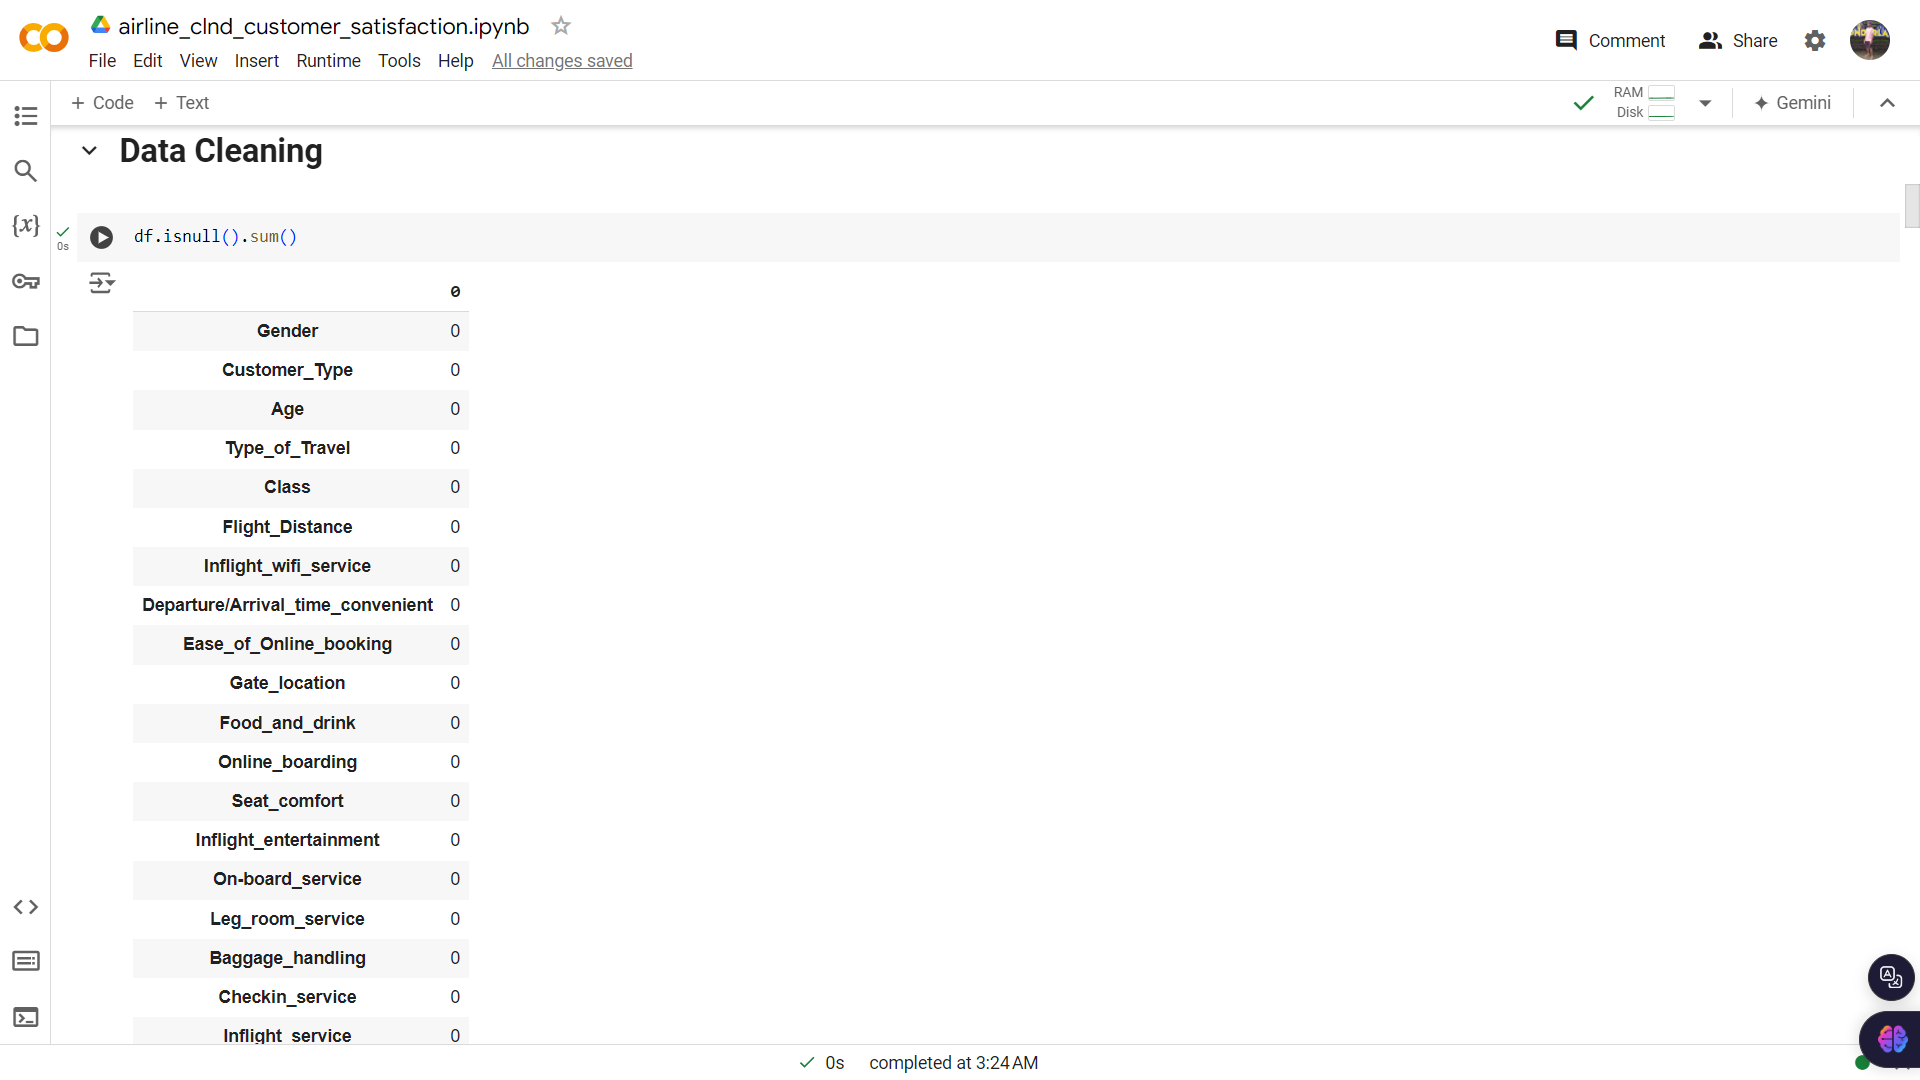 airline_clnd_customer_satisfaction.ipynb
File Edit View Insert Runtime Tools Help All changes saved
Comment Share
+ Code + Text
RAM
Disk
Gemini
Data Cleaning
0s
df.isnull().sum()
0
Gender 0
Customer_Type 0
Age 0
Type_of_Travel 0
Class 0
Flight_Distance 0
Inflight_wifi_service 0
Departure/Arrival_time_convenient 0
Ease_of_Online_booking 0
Gate_location 0
Food_and_drink 0
Online_boarding 0
Seat_comfort 0
Inflight_entertainment 0
On-board_service 0
Leg_room_service 0
Baggage_handling 0
Checkin_service 0
Inflight_service 0
0s completed at 3:24 AM